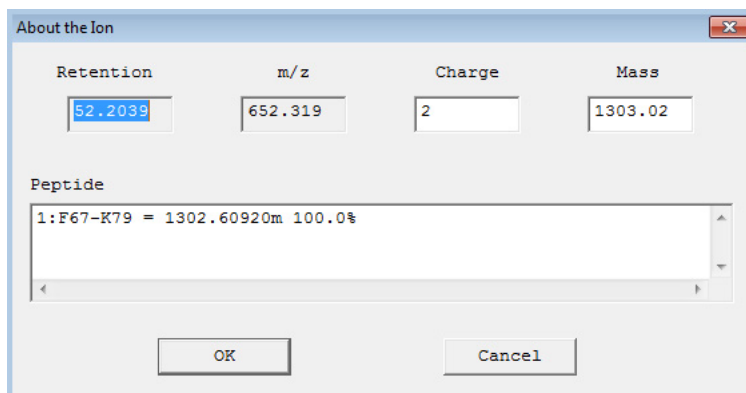 About the Ion
Retention m/z Charge Mass
52.2039 652.319 2 1303.02
Peptide
1:F67-K79 = 1302.60920m 100.0%
OK Cancel